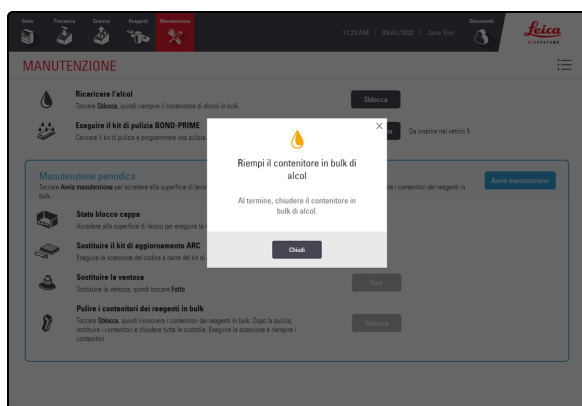 Stato Procarica Scarica Reagenti Manutenzione
11:33 AM | 05/dic/2022 | Jane Doe
Documenti
Leica
BIOSYSTEMS
MANUTENZIONE
Ricaricare l'alcol
Toccare Sblocca, quindi riempire il contenitore di alcool in bulk.
Sblocca
Eseguire il kit di pulizia BOND-PRIME
Caricare il kit di pulizia e programmare una pulizia
Da inserire nei vetrini 5
Riempi il contenitore in bulk di
alcol
Al termine, chiudere il contenitore in
bulk di alcol.
Chiudi
Manutenzione periodica
Toccare Avvia manutenzione per accedere alla superficie di lavor
re i contenitori dei reagenti in
bulk.
Avvia manutenzione
Stato blocco cappa
Accedere alla superficie di lavoro per eseguire la
Sostituire il kit di aggiornamento ARC
Eseguire la scansione del codice a barre del kit di
Sostituire la ventosa
Sostituire la ventosa, quindi toccare Fatto
Pulire i contenitori dei reagenti in bulk
Toccare Sblocca, quindi rimuovere i contenitori dei reagenti in bulk. Dopo la pulizia,
restituire i contenitori e chiudere tutte le custodie. Eseguire la scansione e riempire i
contenitori.
Sblocca